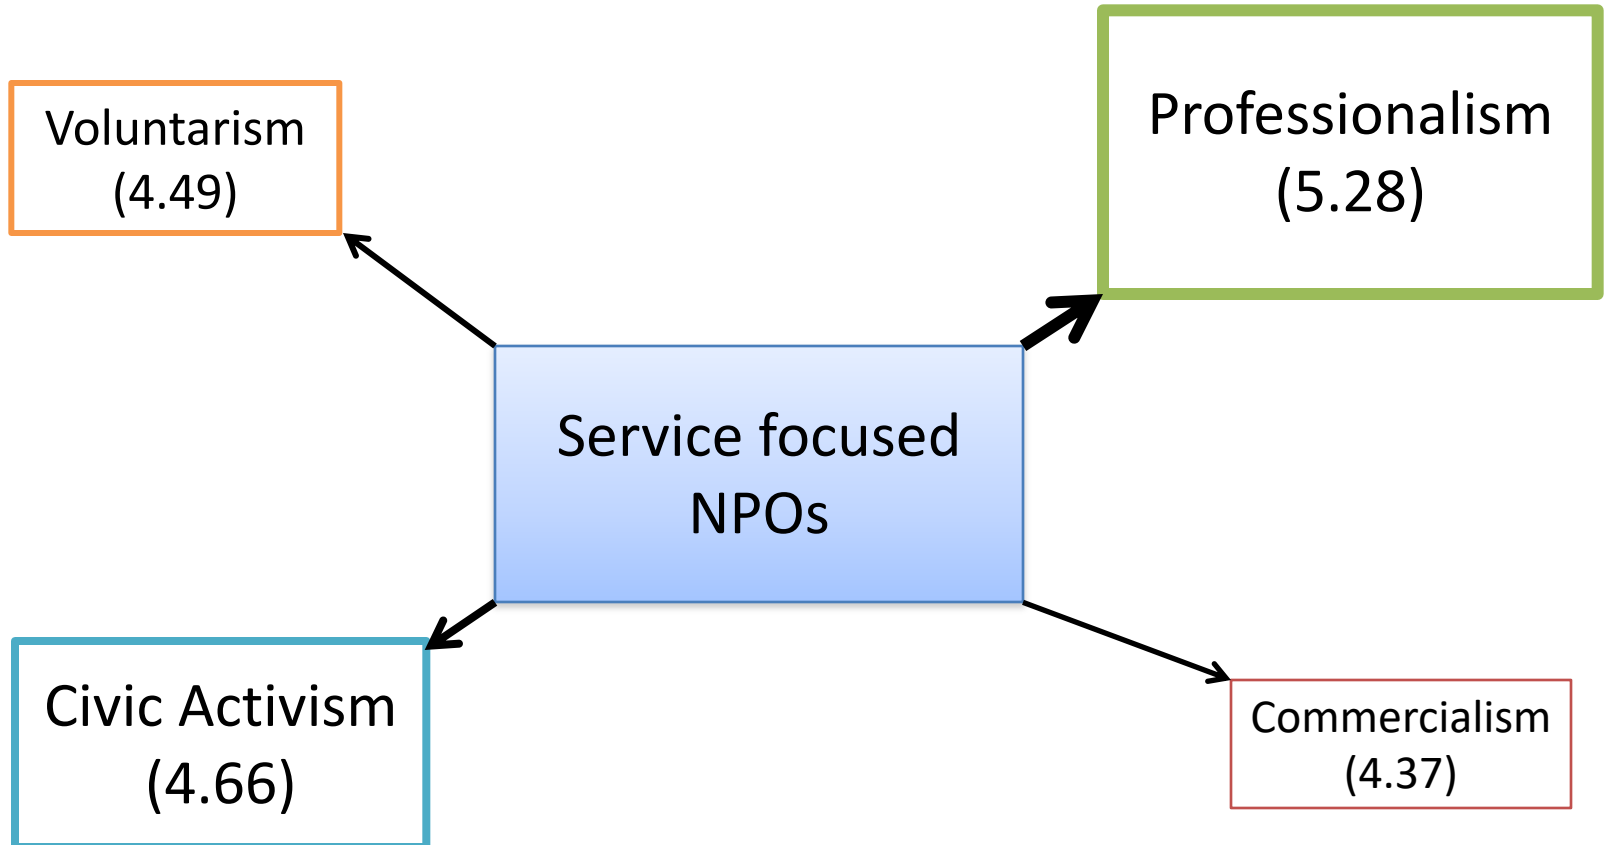 Voluntarism
(4.49)
Professionalism
(5.28)
Service focused
NPOs
Civic Activism
(4.66)
Commercialism
(4.37)